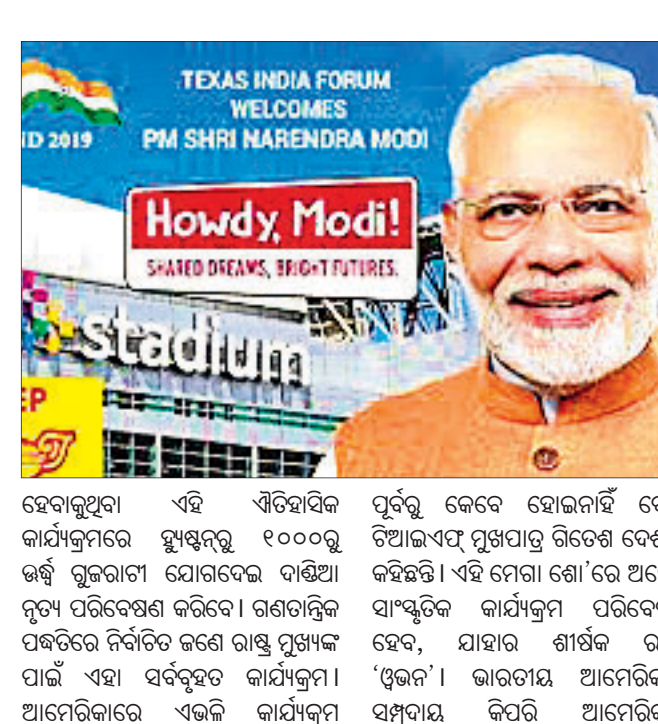 TEXAS INDIA FORUM
WELCOMES
PM SHRI NARENDRA MODI
2019
Howdy, Modi!
SHARED DREAMS, BRIGHT FUTURES.
stadium
EP
ହେବାକୁଥିବା ଏହି ଐତିହାସିକ
କାର୍ଯ୍ୟକ୍ରମରେ ହ୍ୟୁଷ୍ଟନ୍‌ରୁ ୧୦୦୦ରୁ
ଊର୍ଦ୍ଧ୍ୱ ଗୁଜରାଟୀ ଯୋଗଦେଇ ଦାଣ୍ଡିଆ
ନୃତ୍ୟ ପରିବେଷଣ କରିବେ। ଗଣତାନ୍ତ୍ରିକ
ପଦ୍ଧତିରେ ନିର୍ବାଚିତ ଜଣେ ରାଷ୍ଟ୍ର ମୁଖ୍ୟଙ୍କ
ପାଇଁ ଏହା ସର୍ବବୃହତ କାର୍ଯ୍ୟକ୍ରମ।
ଆମେରିକାରେ ଏଭଳି କାର୍ଯ୍ୟକ୍ରମ
ପୂର୍ବରୁ କେବେ ହୋଇନାହିଁ
ଟିଆଇଏଫ୍ ମୁଖପାତ୍ର ଗିତେଶ
କହିଛନ୍ତି। ଏହି ମେଗା ଶୋ'ରେ
ସାଂସ୍କୃତିକ କାର୍ଯ୍ୟକ୍ରମ
ହେବ, ଯାହାର ଶୀର୍ଷକ
'ଓ୍ୱଭନ'। ଭାରତୀୟ
ସମ୍ପ୍ରଦାୟ କିପରି